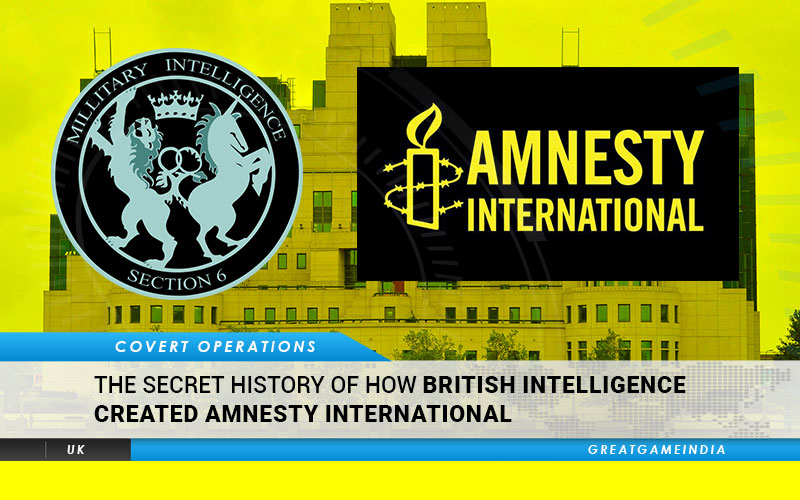 MILLITARY INTELLIGENCE
SECTION 6
AMNESTY
INTERNATIONAL
COVERT OPERATIONS
THE SECRET HISTORY OF HOW BRITISH INTELLIGENCE
CREATED AMNESTY INTERNATIONAL
UK
GREATGAMEINDIA